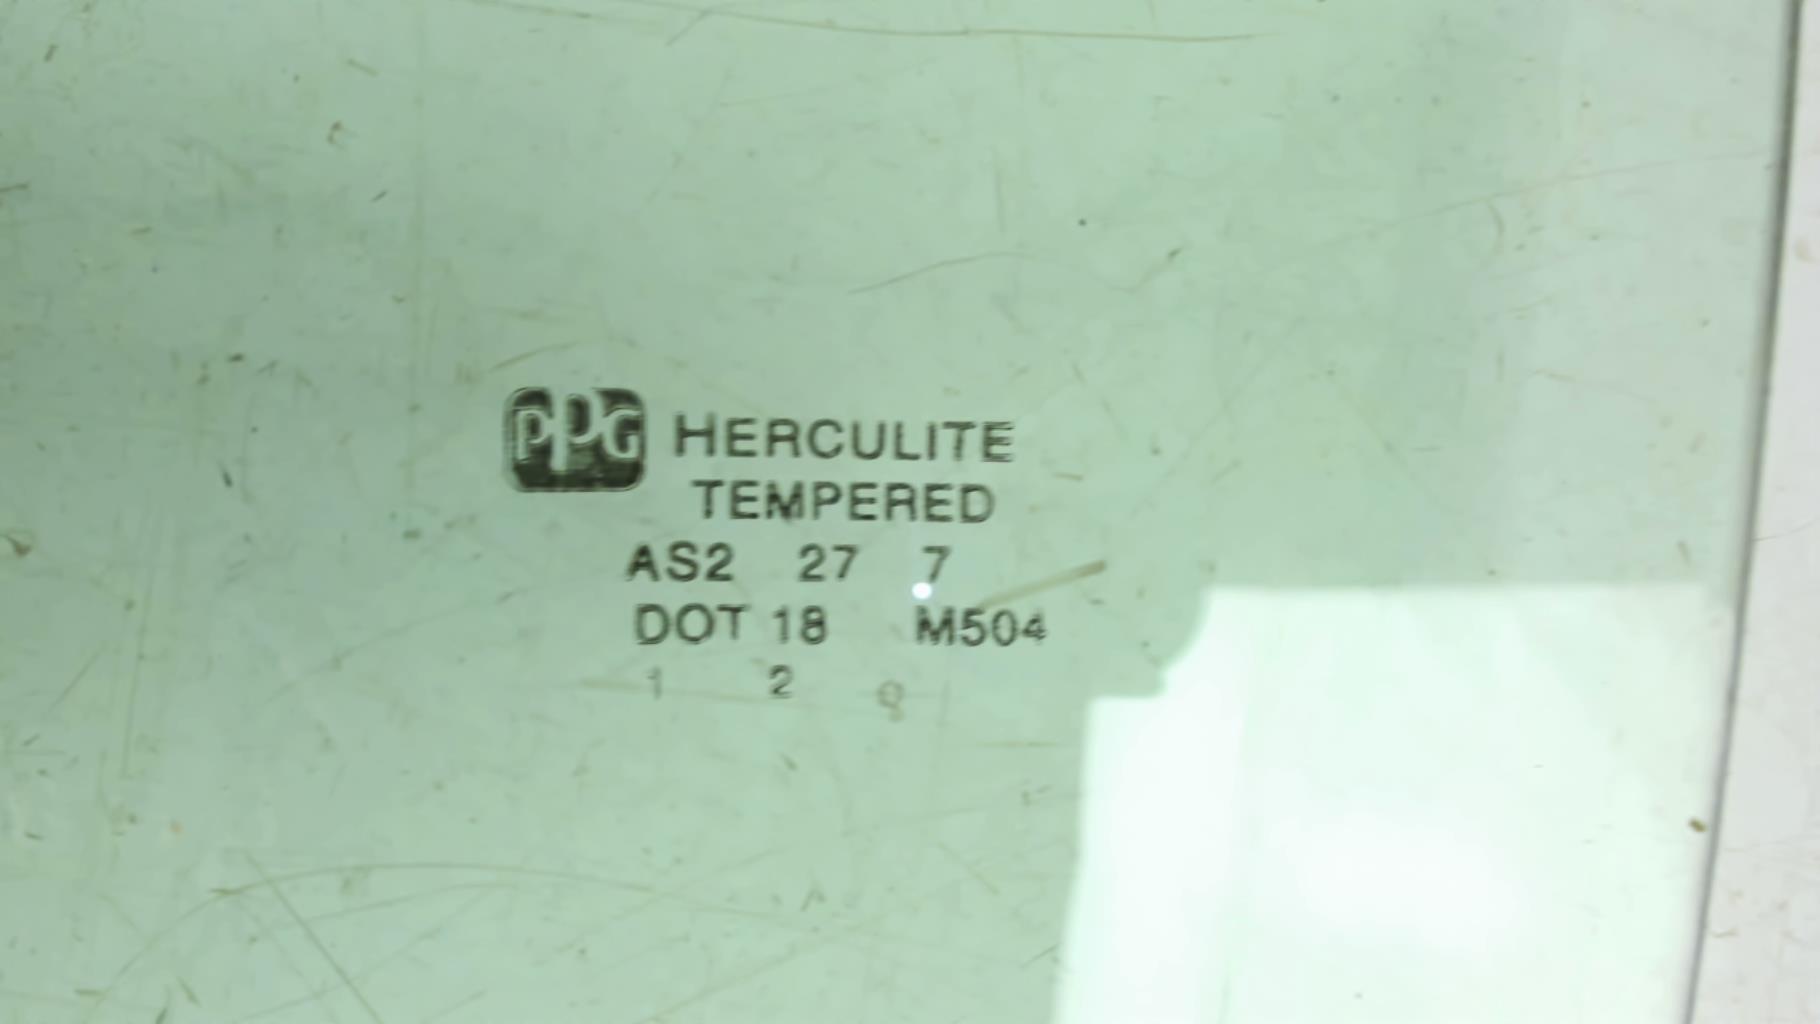 PPG HERCULITE
TEMPERED
AS2 27 7
DOT 18 M504
1 2